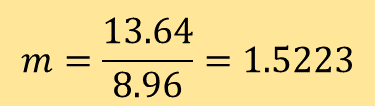 m = 13.64/8.96 = 1.5223